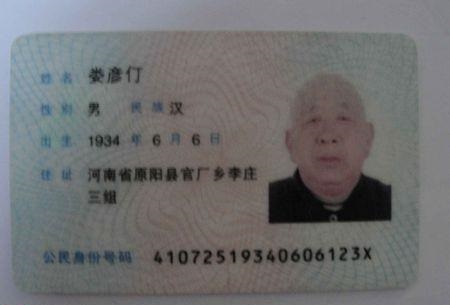 姓名 娄彦仃
性别 男 民族 汉
出生 1934 年 6 月 6 日
住址 河南省原阳县官厂乡李庄
三组
公民身份号码 41072519340606123X